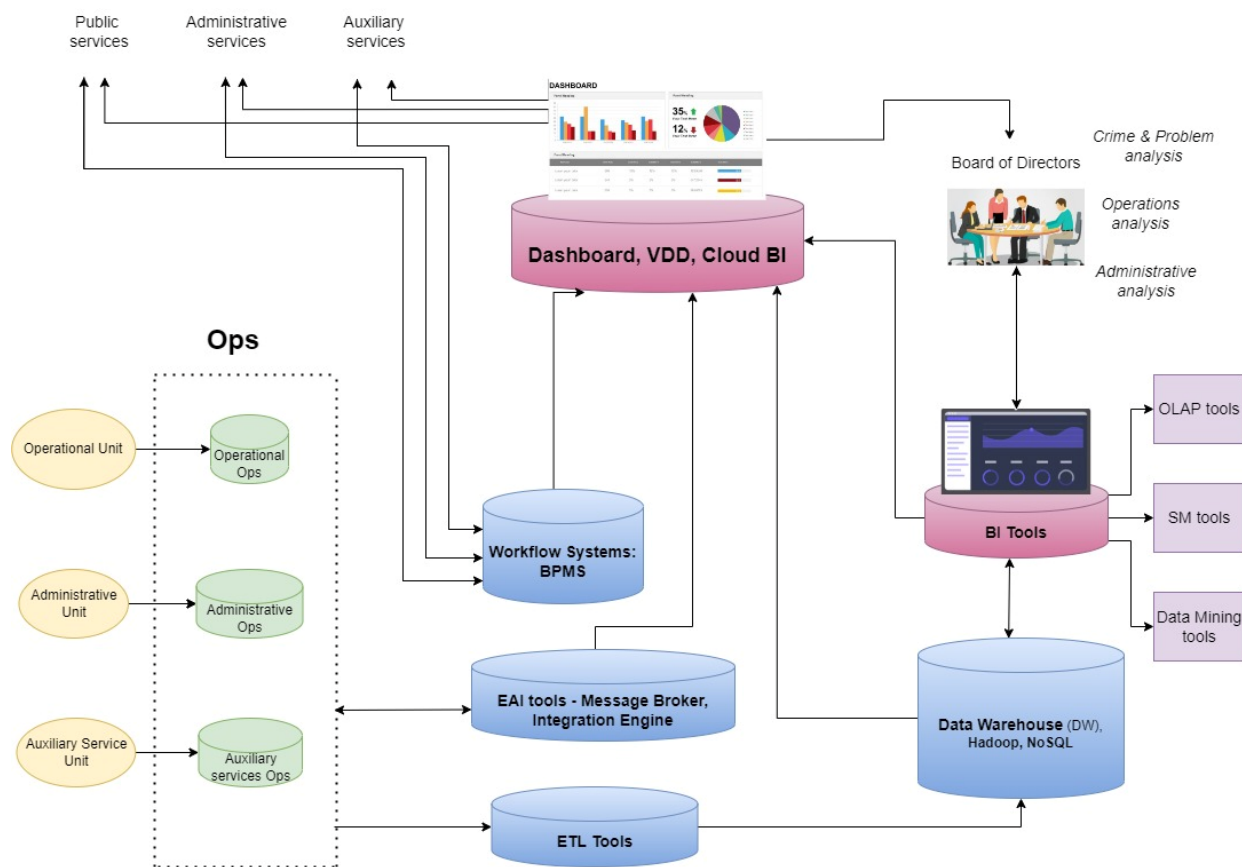 Public
services
Administrative
services
Auxiliary
services
DASHBOARD
35%
12%
Dashboard, VDD, Cloud BI
Board of Directors
Crime & Problem
analysis
Operations
analysis
Administrative
analysis
Ops
Operational Unit
Operational
Ops
Administrative
Unit
Administrative
Ops
Auxiliary Service
Unit
Auxiliary
services Ops
Workflow Systems:
BPMS
EAI tools - Message Broker,
Integration Engine
ETL Tools
BI Tools
OLAP tools
SM tools
Data Mining
tools
Data Warehouse (DW),
Hadoop, NoSQL